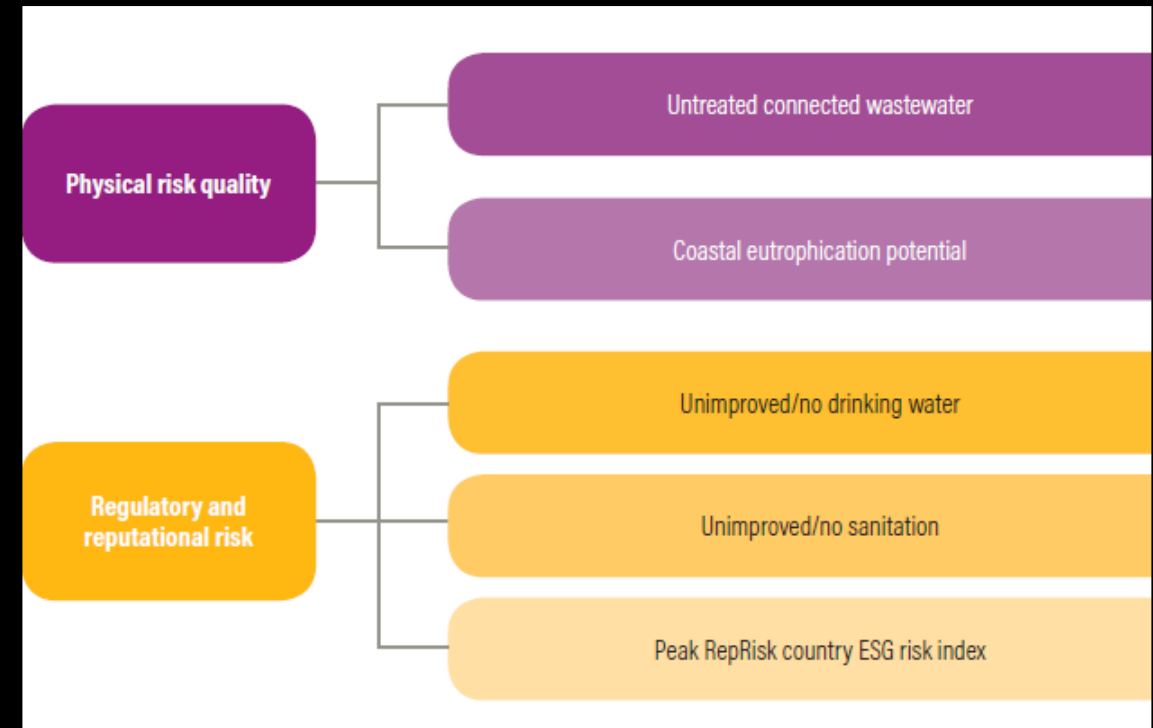 Physical risk quality
Untreated connected wastewater
Coastal eutrophication potential
Regulatory and
reputational risk
Unimproved/no drinking water
Unimproved/no sanitation
Peak RepRisk country ESG risk index